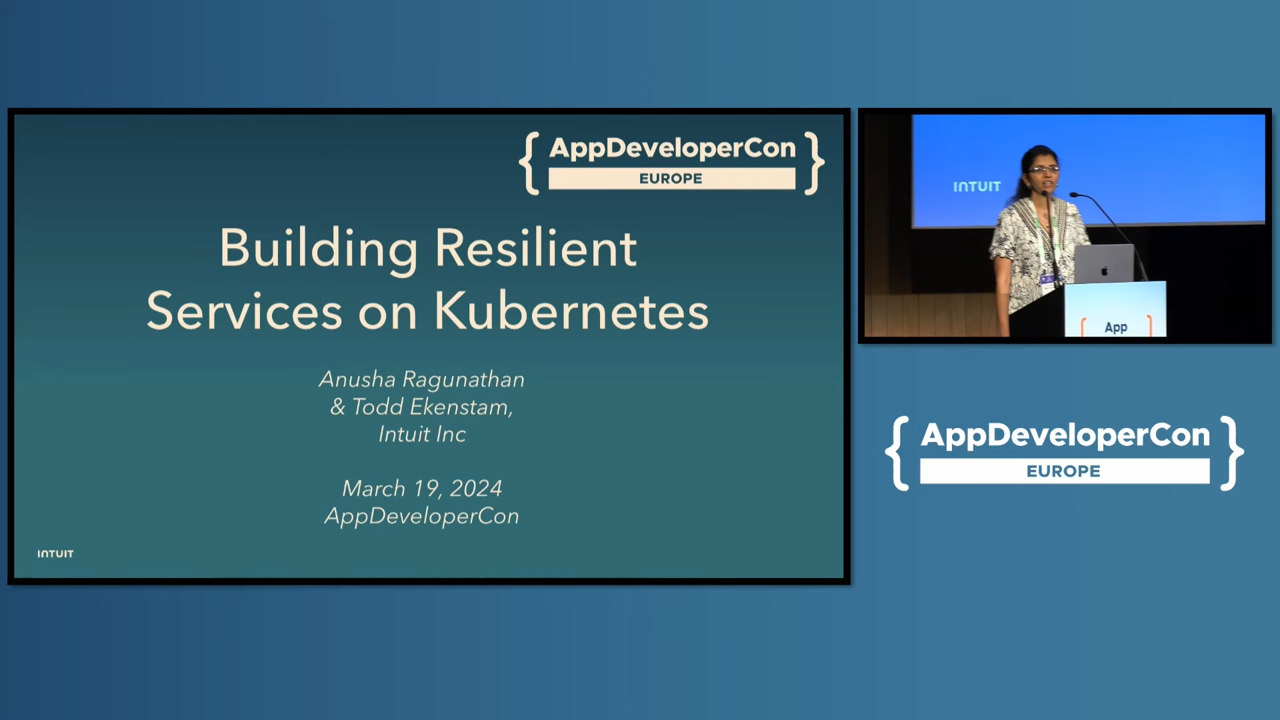 AppDeveloperCon
EUROPE
Building Resilient
Services on Kubernetes
Anusha Ragunathan
& Todd Ekenstam,
Intuit Inc
March 19, 2024
AppDeveloperCon
INTUIT
INTUIT
App
AppDeveloperCon
EUROPE